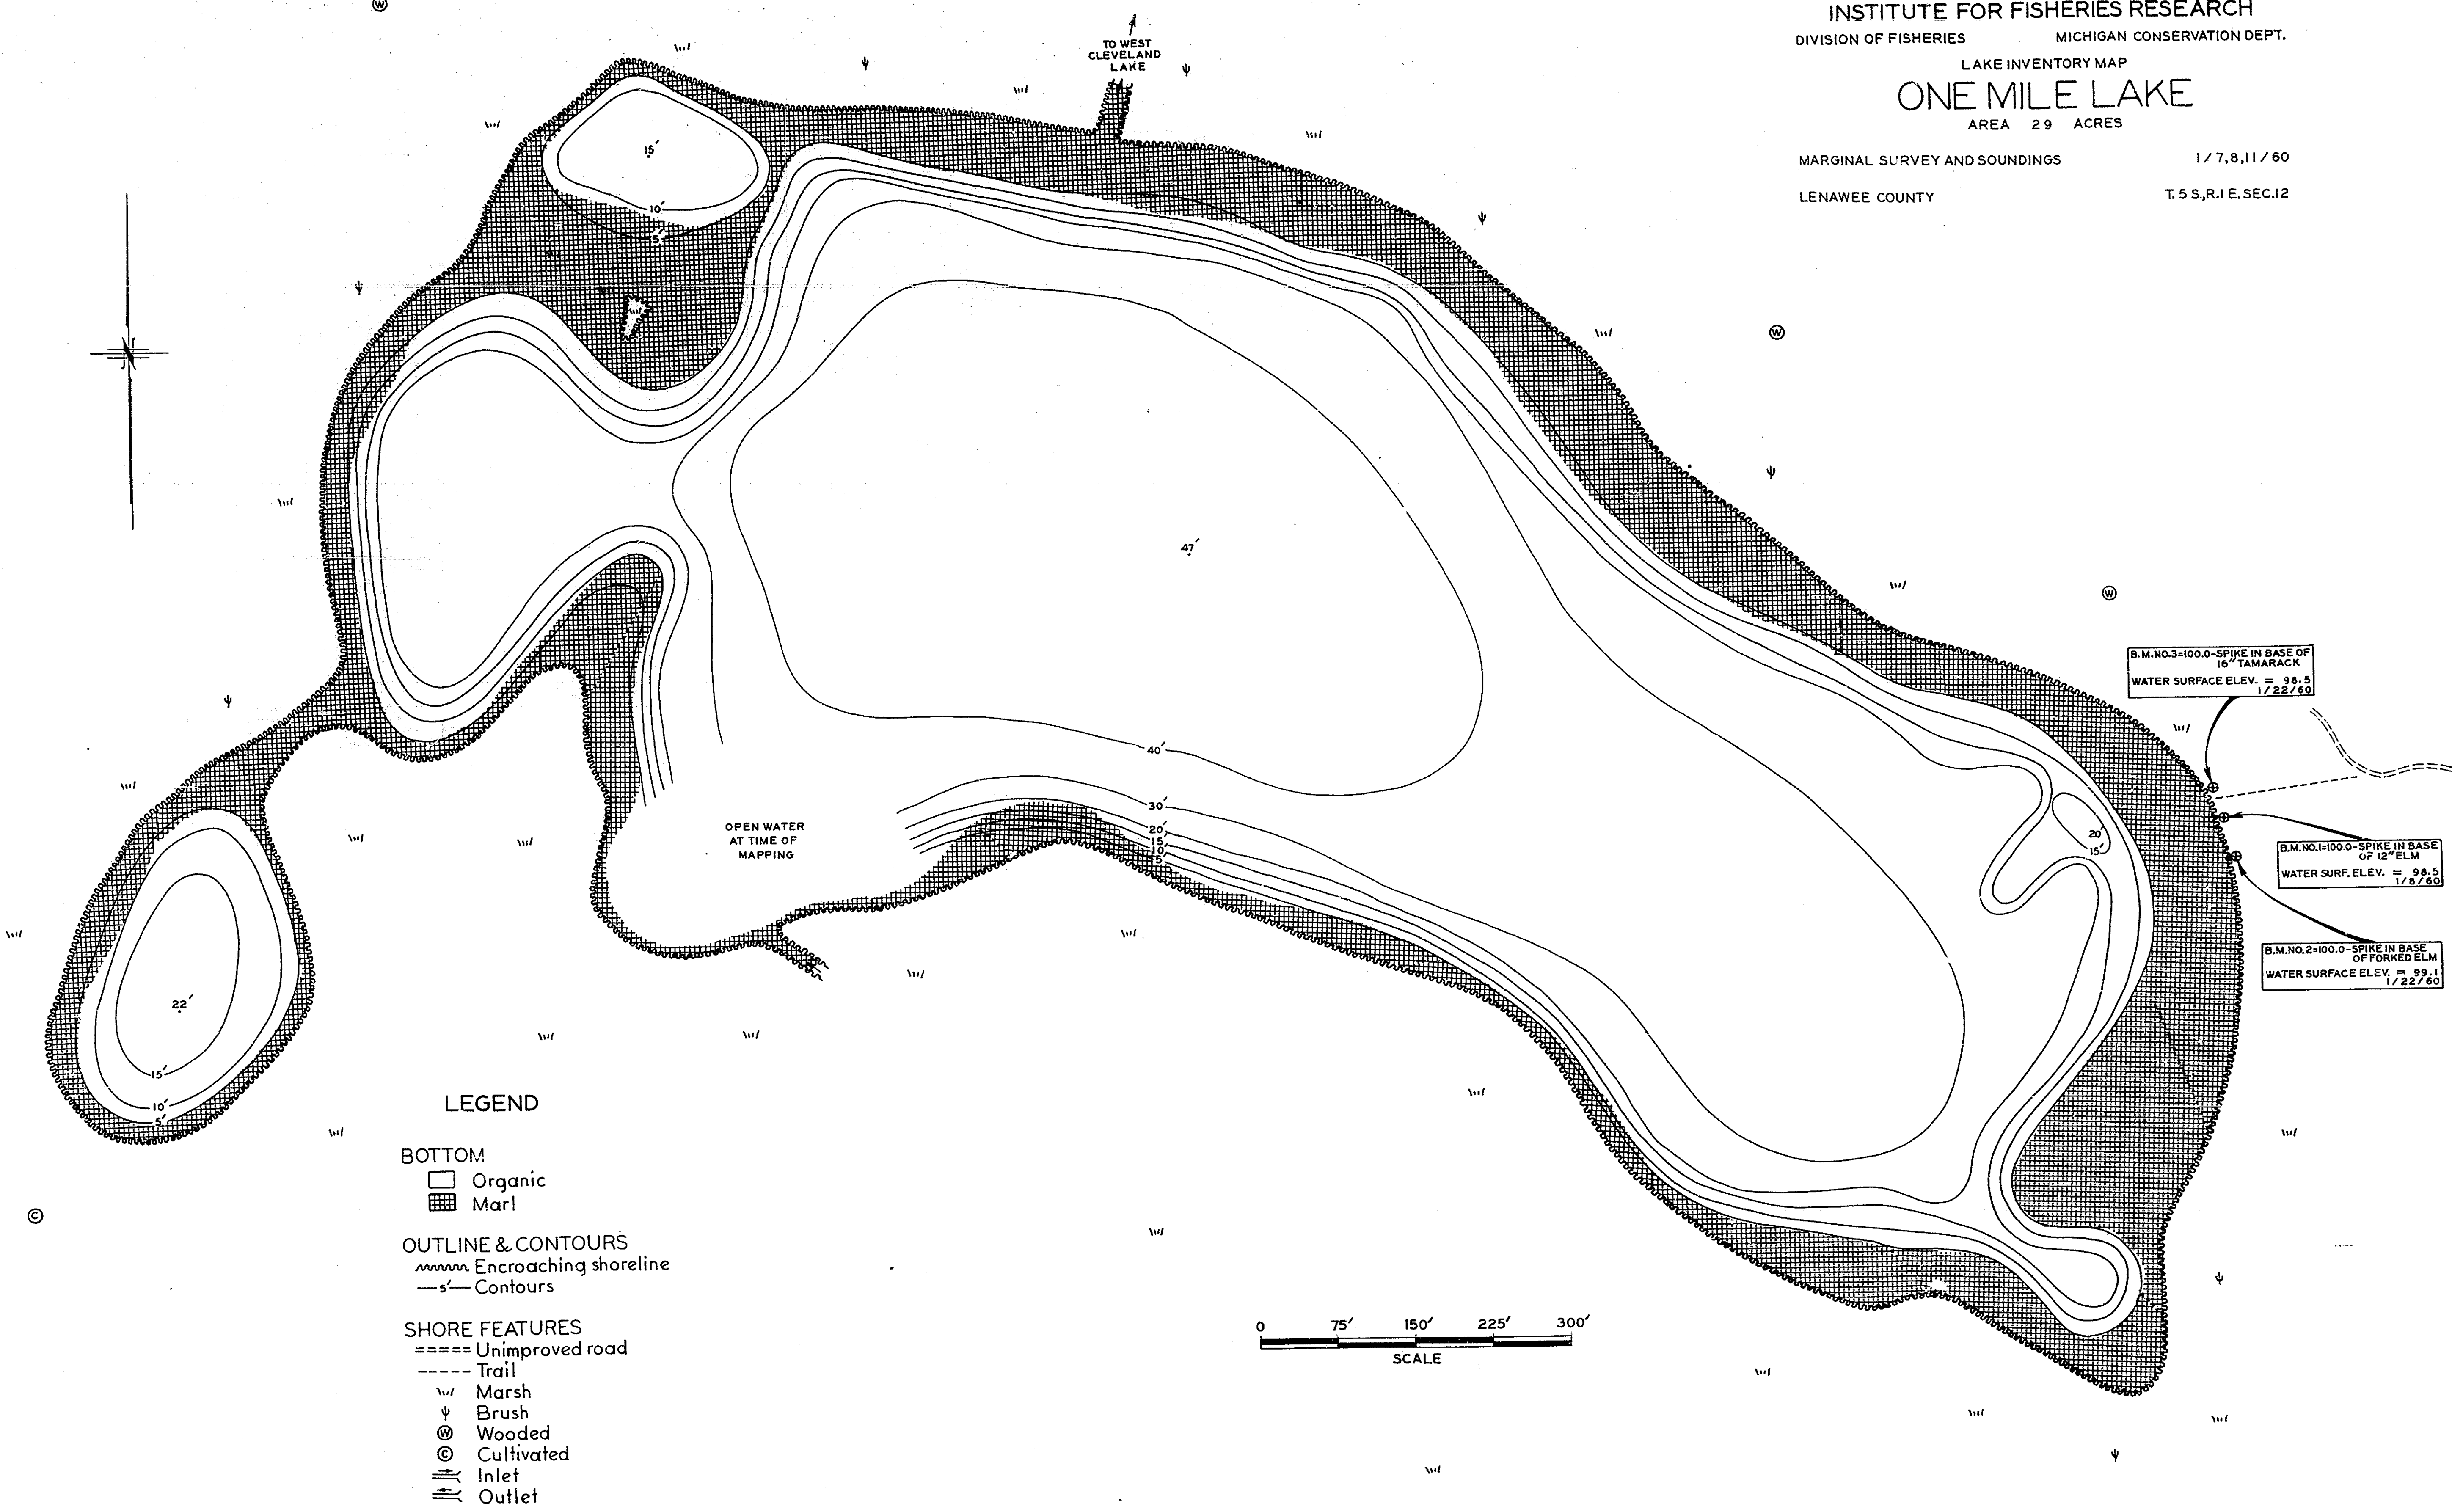 INSTITUTE FOR FISHERIES RESEARCH
DIVISION OF FISHERIES MICHIGAN CONSERVATION DEPT.
LAKE INVENTORY MAP
ONE MILE LAKE
AREA 29 ACRES
MARGINAL SURVEY AND SOUNDINGS 1/7,8,11/60
LENAWEE COUNTY T. 5 S.,R.1 E. SEC.12
W
TO WEST
CLEVELAND
LAKE
15'
10'
5'
W
47'
W
40'
30'
20'
15'
10'
5'
OPEN WATER
AT TIME OF
MAPPING
20'
15'
B.M.NO.3=100.0-SPIKE IN BASE OF
16" TAMARACK
WATER SURFACE ELEV. = 98.5
1/22/60
B.M.NO.1=100.0-SPIKE IN BASE
OF 12" ELM
WATER SURF. ELEV. = 98.5
1/8/60
B.M.NO.2=100.0-SPIKE IN BASE
OF FORKED ELM
WATER SURFACE ELEV. = 99.1
1/22/60
22'
15'
10'
5'
C
LEGEND
BOTTOM
Organic
Marl
OUTLINE & CONTOURS
Encroaching shoreline
5' Contours
SHORE FEATURES
Unimproved road
Trail
Marsh
Brush
W Wooded
C Cultivated
Inlet
Outlet
0 75' 150' 225' 300'
SCALE